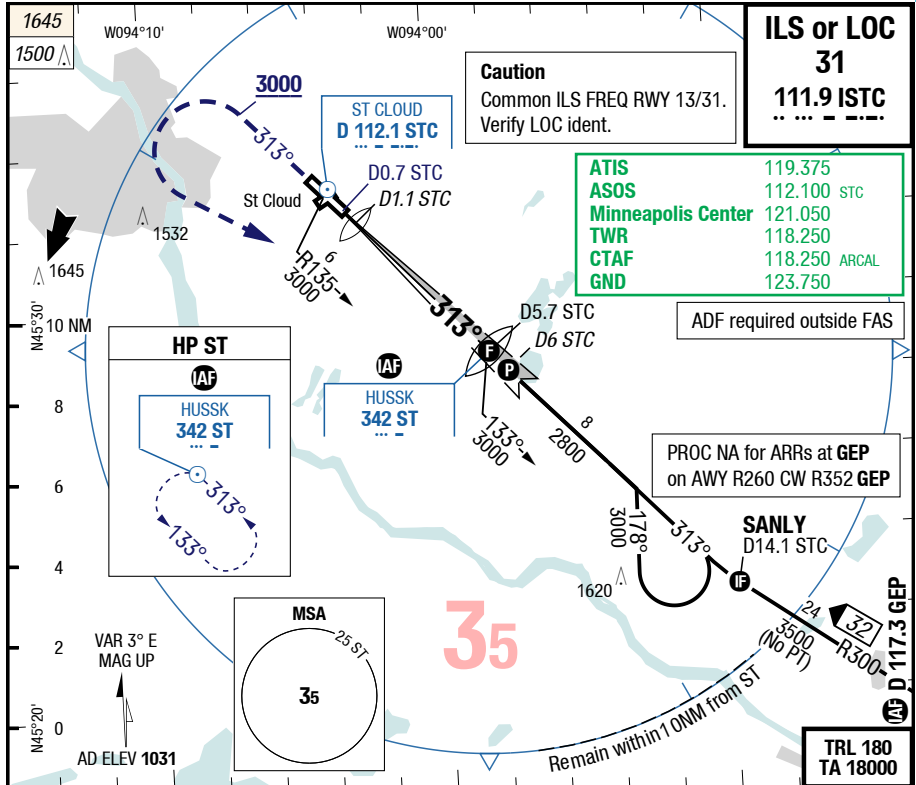 1645
1500
W094°10'
W094°00'
ILS or LOC
31
111.9 ISTC
Caution
Common ILS FREQ RWY 13/31.
Verify LOC ident.
3000
313°
ST CLOUD
D 112.1 STC
D0.7 STC
D1.1 STC
St Cloud
ATIS 119.375
ASOS 112.100 STC
Minneapolis Center 121.050
TWR 118.250
CTAF 118.250 ARCAL
GND 123.750
1532
1645
6
R135
3000
313°
D5.7 STC
D6 STC
ADF required outside FAS
N45°30'
10 NM
8
6
4
2
0
HP ST
IAF
HUSSK
342 ST
313°
133°
IAF
HUSSK
342 ST
F
P
133°
3000
8
2800
PROC NA for ARRs at GEP
on AWY R260 CW R352 GEP
178°
3000
313°
SANLY
D14.1 STC
IF
1620
24
3500
(No PT)
32
R300
IAF D 117.3 GEP
MSA
25 ST
35
35
VAR 3° E
MAG UP
N45°20'
AD ELEV 1031
Remain within10NM from ST
TRL 180
TA 18000